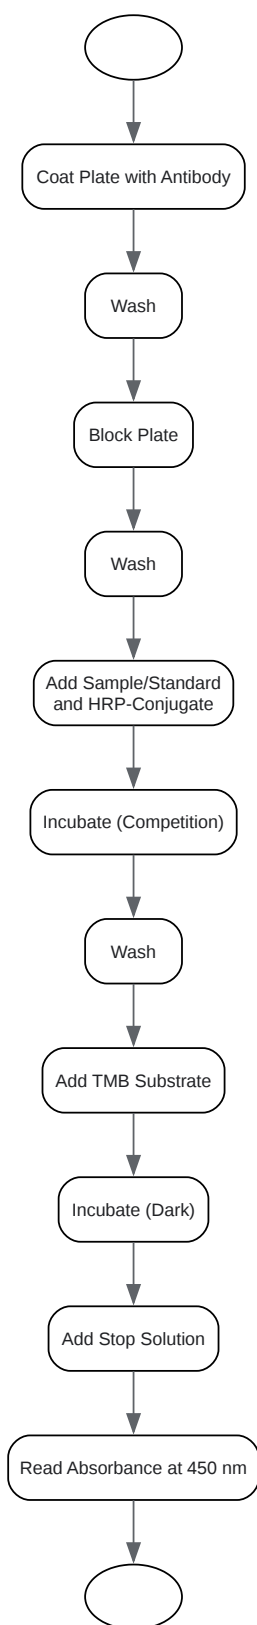 Coat Plate with Antibody
Wash
Block Plate
Wash
Add Sample/Standard
and HRP-Conjugate
Incubate (Competition)
Wash
Add TMB Substrate
Incubate (Dark)
Add Stop Solution
Read Absorbance at 450 nm